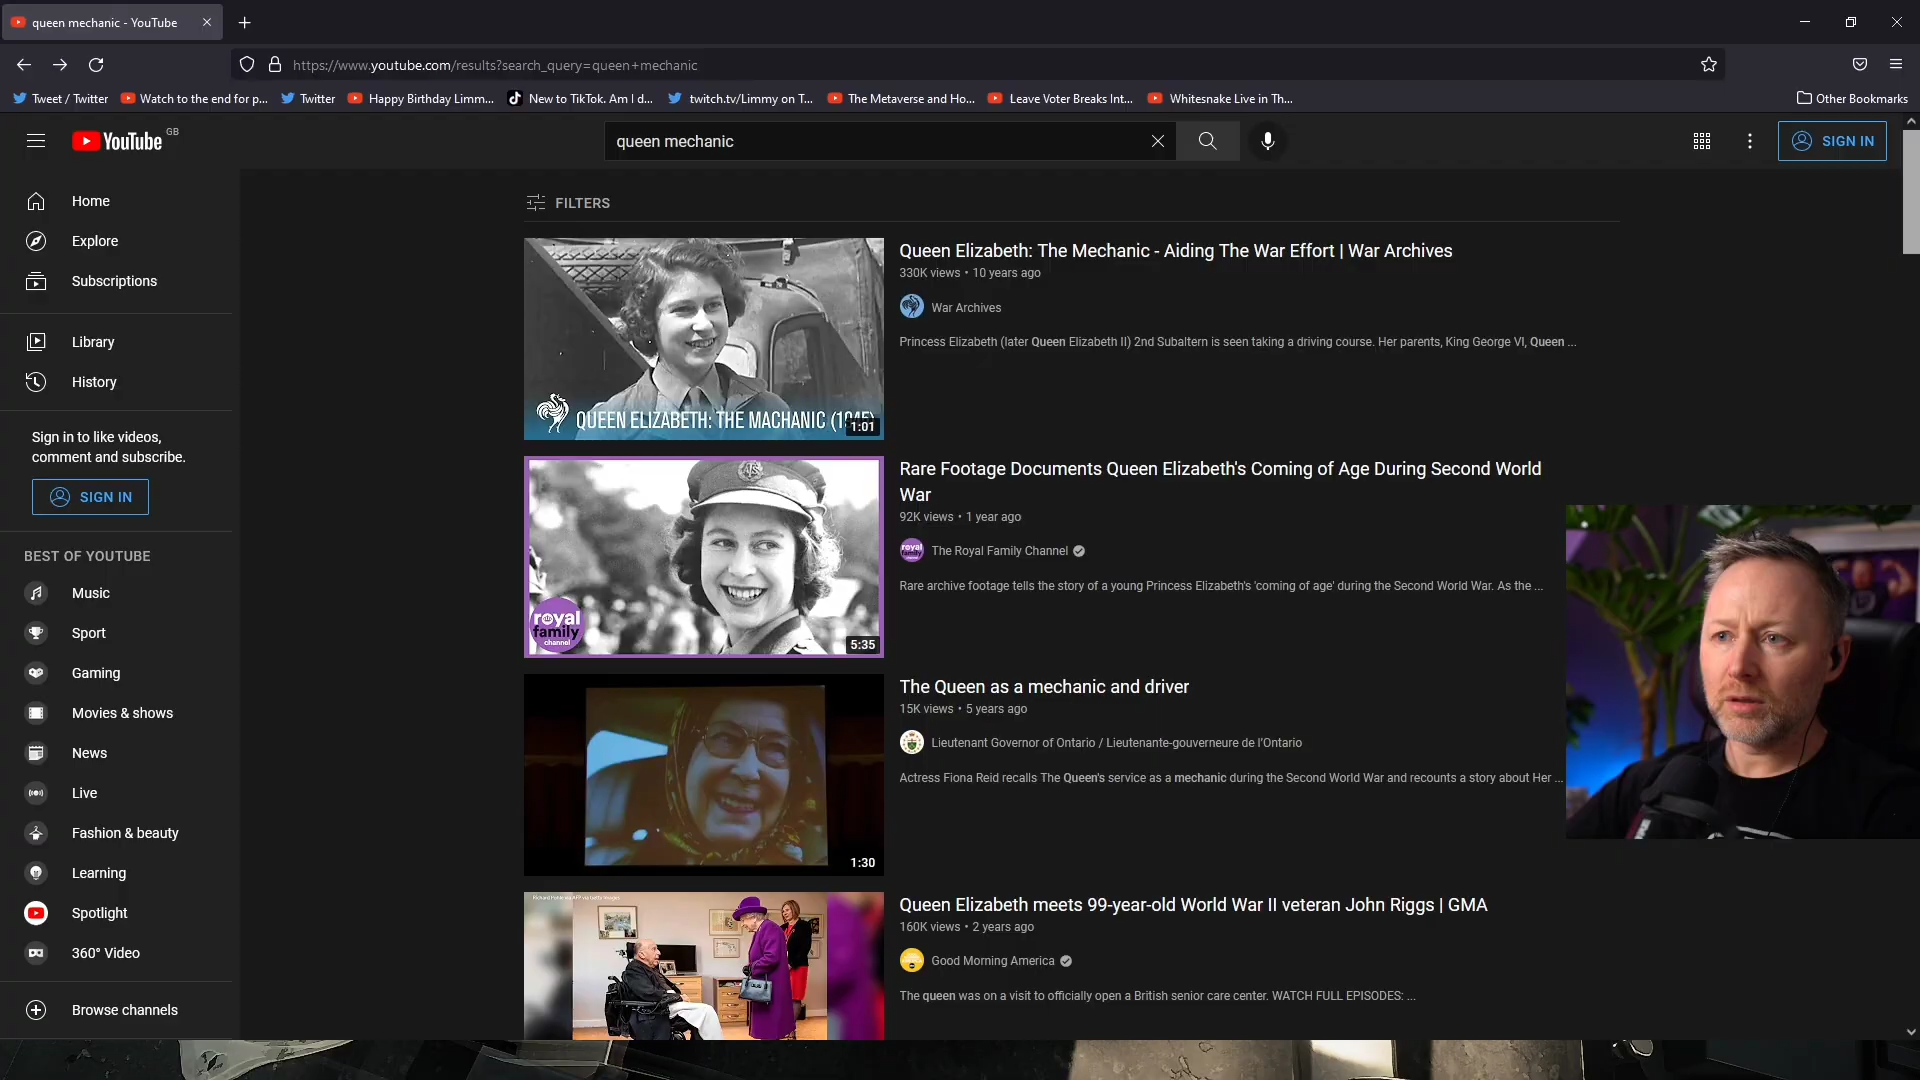 queen mechanic - YouTube
https://www.youtube.com/results?search_query=queen+mechanic
Tweet / Twitter
Watch to the end for p...
Twitter
Happy Birthday Limm...
New to TikTok. Am I d...
twitch.tv/Limmy on T...
The Metaverse and Ho...
Leave Voter Breaks Int...
Whitesnake Live in Th...
Other Bookmarks
YouTube GB
queen mechanic
SIGN IN
Home
Explore
Subscriptions
Library
History
Sign in to like videos,
comment and subscribe.
SIGN IN
BEST OF YOUTUBE
Music
Sport
Gaming
Movies & shows
News
Live
Fashion & beauty
Learning
Spotlight
360° Video
Browse channels
FILTERS
QUEEN ELIZABETH: THE MACHANIC (1945)
1:01
Queen Elizabeth: The Mechanic - Aiding The War Effort | War Archives
330K views • 10 years ago
War Archives
Princess Elizabeth (later Queen Elizabeth II) 2nd Subaltern is seen taking a driving course. Her parents, King George VI, Queen ...
royal
family
channel
5:35
Rare Footage Documents Queen Elizabeth's Coming of Age During Second World
War
92K views • 1 year ago
royal
family
The Royal Family Channel
Rare archive footage tells the story of a young Princess Elizabeth's 'coming of age' during the Second World War. As the ...
1:30
The Queen as a mechanic and driver
15K views • 5 years ago
Lieutenant Governor of Ontario / Lieutenante-gouverneure de l'Ontario
Actress Fiona Reid recalls The Queen's service as a mechanic during the Second World War and recounts a story about Her ...
Queen Elizabeth meets 99-year-old World War II veteran John Riggs | GMA
160K views • 2 years ago
Good Morning America
The queen was on a visit to officially open a British senior care center. WATCH FULL EPISODES: ...